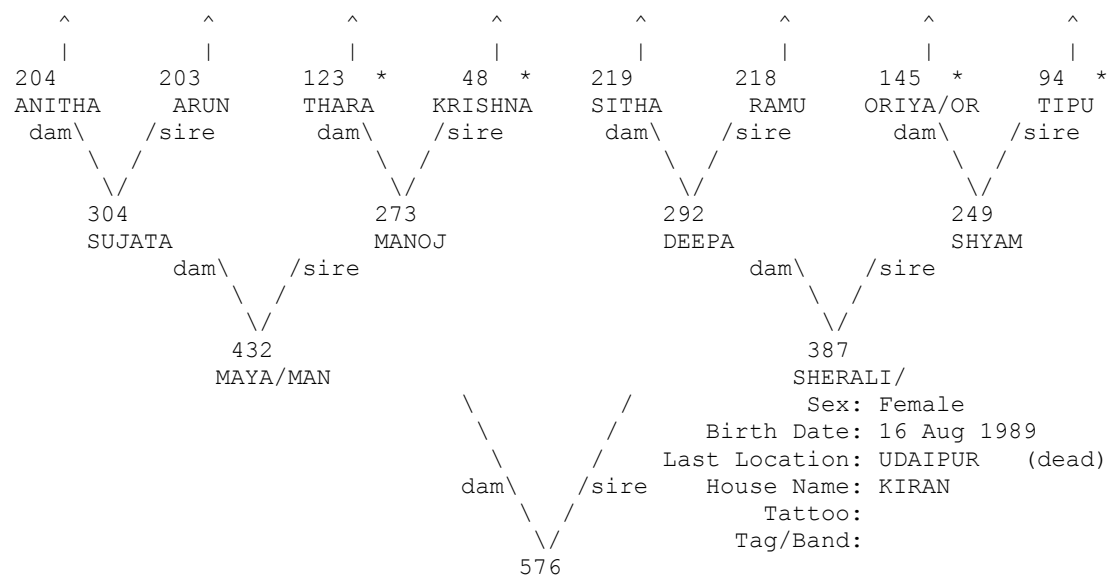 ^ ^ ^ ^ ^ ^ ^ ^
| | | | | | | |
204 203 123 * 48 * 219 218 145 * 94 *
ANITHA ARUN THARA KRISHNA SITHA RAMU ORIYA/OR TIPU
dam\ /sire dam\ /sire dam\ /sire dam\ /sire
\ / \ / \ / \ /
\/ \/ \/ \/
304 273 292 249
SUJATA MANOJ DEEPA SHYAM
dam\ /sire dam\ /sire
\ / \ /
\/ \/
432 387
MAYA/MAN SHERALI/
\ / Sex: Female
\ / Birth Date: 16 Aug 1989
\ / Last Location: UDAIPUR (dead)
dam\ /sire House Name: KIRAN
\ / Tattoo:
\/ Tag/Band:
576